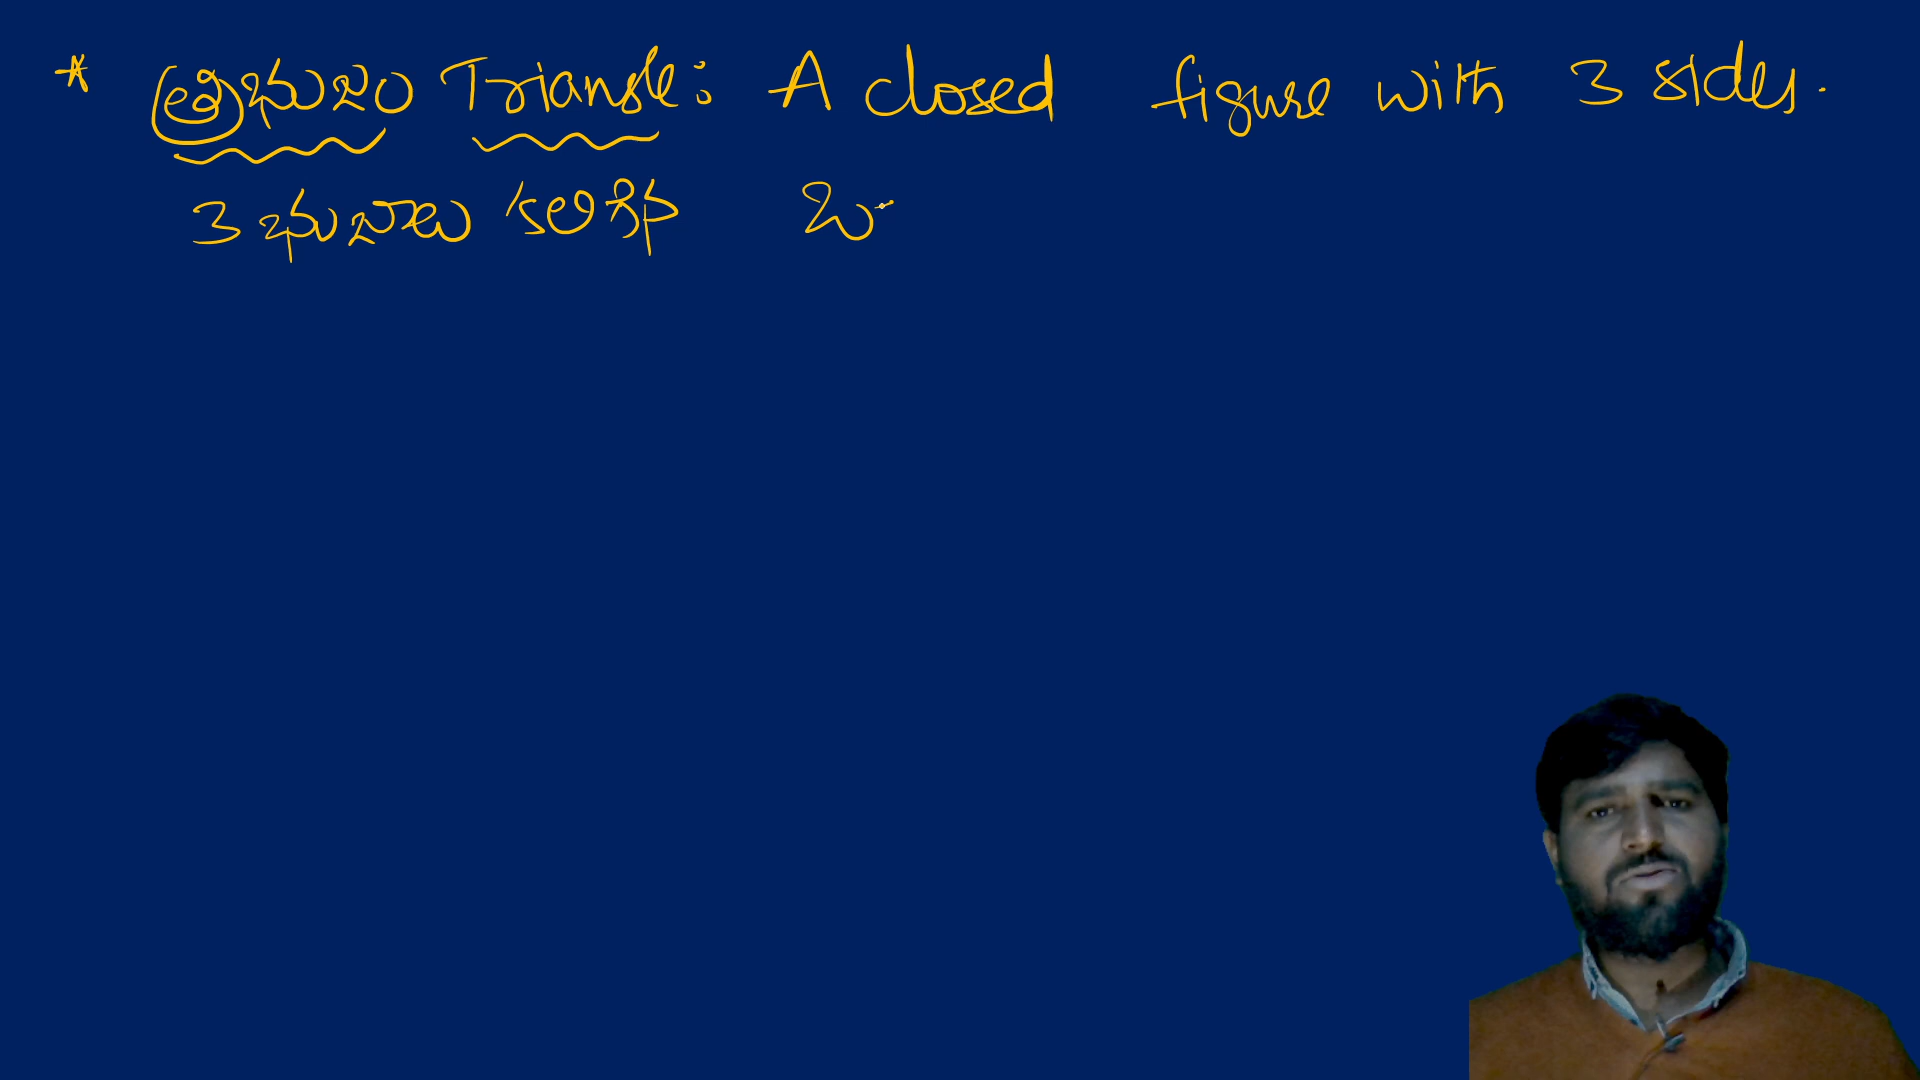 * త్రిభుజం Triangle: A closed figure with 3 sides.
3 భుజాలు కలిగిన ఒ